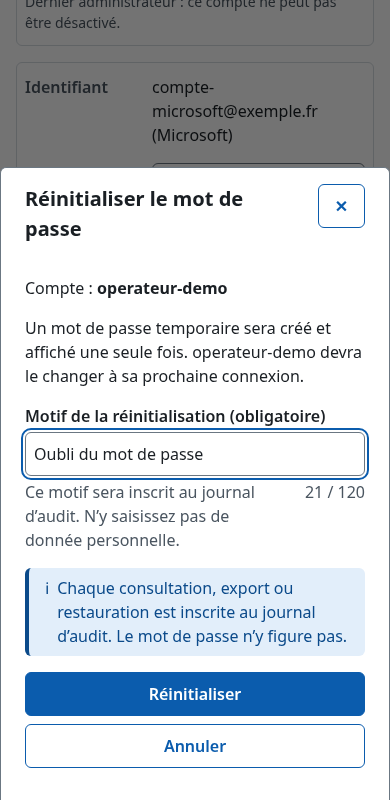 Dernier administrateur : ce compte ne peut pas
être désactivé.
Identifiant
compte-
microsoft@exemple.fr
(Microsoft)
Réinitialiser le mot de
passe
×
Compte : operateur-demo
Un mot de passe temporaire sera créé et
affiché une seule fois. operateur-demo devra
le changer à sa prochaine connexion.
Motif de la réinitialisation (obligatoire)
Oubli du mot de passe
Ce motif sera inscrit au journal 21 / 120
d’audit. N’y saisissez pas de
donnée personnelle.
i Chaque consultation, export ou
restauration est inscrite au journal
d’audit. Le mot de passe n’y figure pas.
Réinitialiser
Annuler